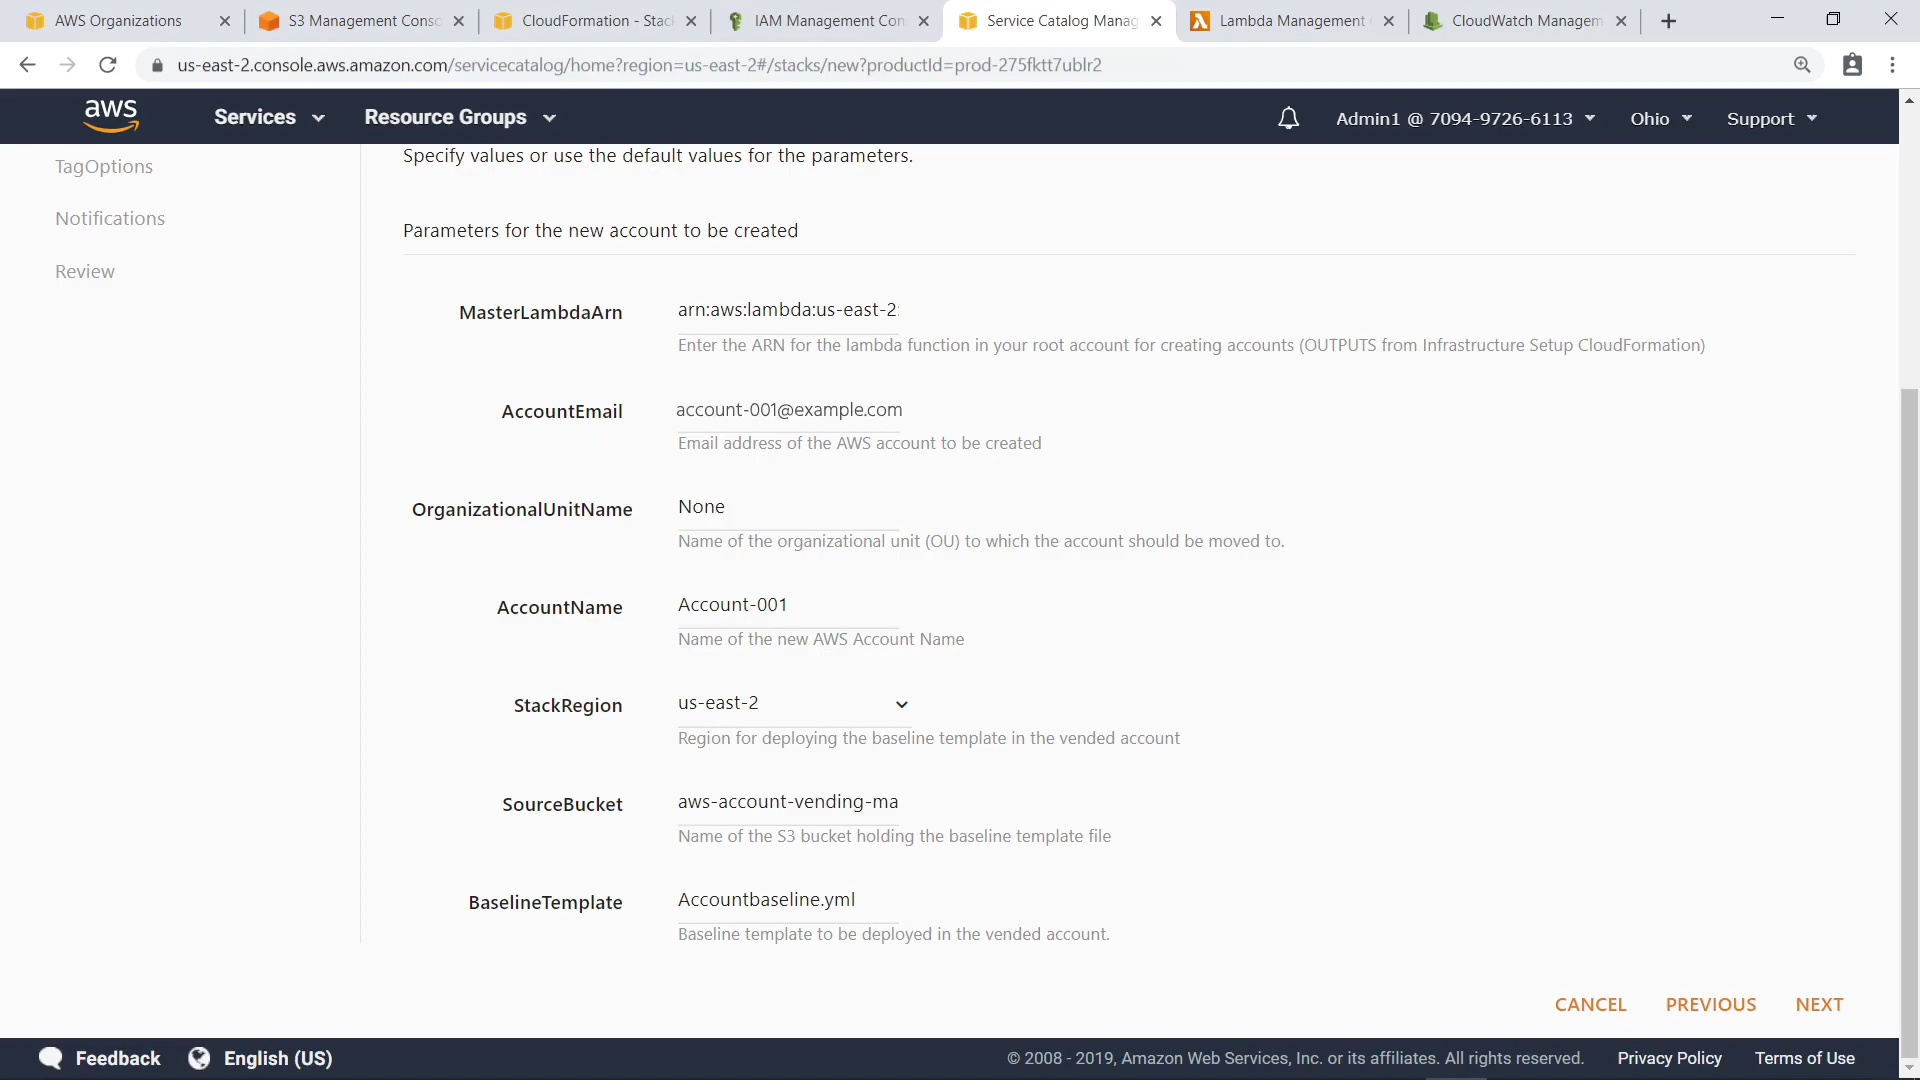 AWS Organizations
S3 Management Conso
CloudFormation - Stac
IAM Management Con
Service Catalog Manag
Lambda Management
CloudWatch Managem
us-east-2.console.aws.amazon.com/servicecatalog/home?region=us-east-2#/stacks/new?productId=prod-275fktt7ublr2
aws
Services
Resource Groups
Admin1 @ 7094-9726-6113
Ohio
Support
TagOptions
Notifications
Review
Specify values or use the default values for the parameters.
Parameters for the new account to be created
MasterLambdaArn
arn:aws:lambda:us-east-2:
Enter the ARN for the lambda function in your root account for creating accounts (OUTPUTS from Infrastructure Setup CloudFormation)
AccountEmail
account-001@example.com
Email address of the AWS account to be created
OrganizationalUnitName
None
Name of the organizational unit (OU) to which the account should be moved to.
AccountName
Account-001
Name of the new AWS Account Name
StackRegion
us-east-2
Region for deploying the baseline template in the vended account
SourceBucket
aws-account-vending-ma
Name of the S3 bucket holding the baseline template file
BaselineTemplate
Accountbaseline.yml
Baseline template to be deployed in the vended account.
CANCEL
PREVIOUS
NEXT
Feedback
English (US)
© 2008 - 2019, Amazon Web Services, Inc. or its affiliates. All rights reserved.
Privacy Policy
Terms of Use